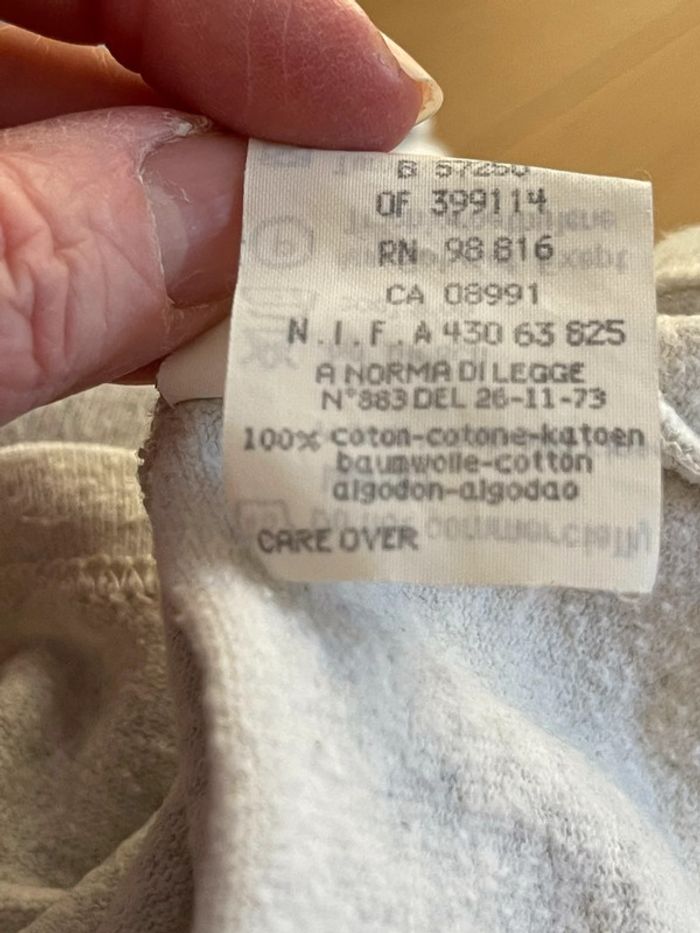 B 57250
OF 399114
RN 98 816
CA 08991
N.I.F.A 430 63 825
A NORMA DI LEGGE
N°883 DEL 26-11-73
100% coton-cotone-katoen
baumwolle-cotton
algodon-algodao
CARE OVER